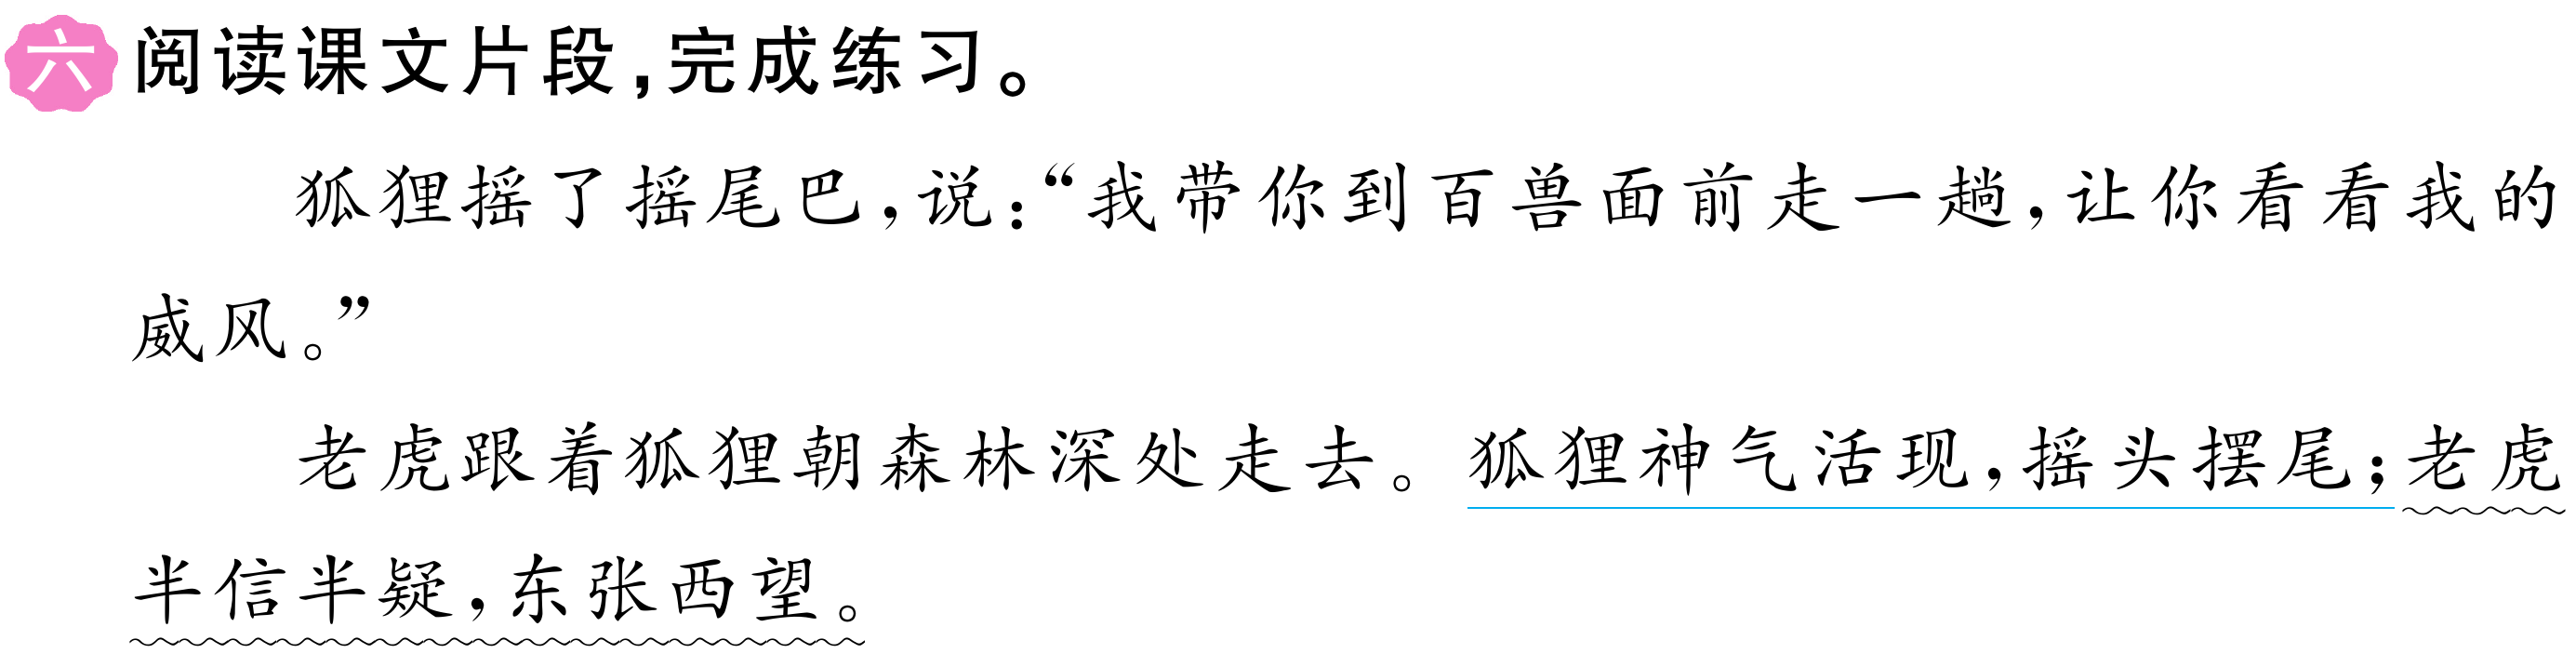 六 阅读课文片段,完成练习。
狐狸摇了摇尾巴,说:“我带你到百兽面前走一趟,让你看看我的
威风。”
老虎跟着狐狸朝森林深处走去。狐狸神气活现,摇头摆尾;老虎
半信半疑,东张西望。